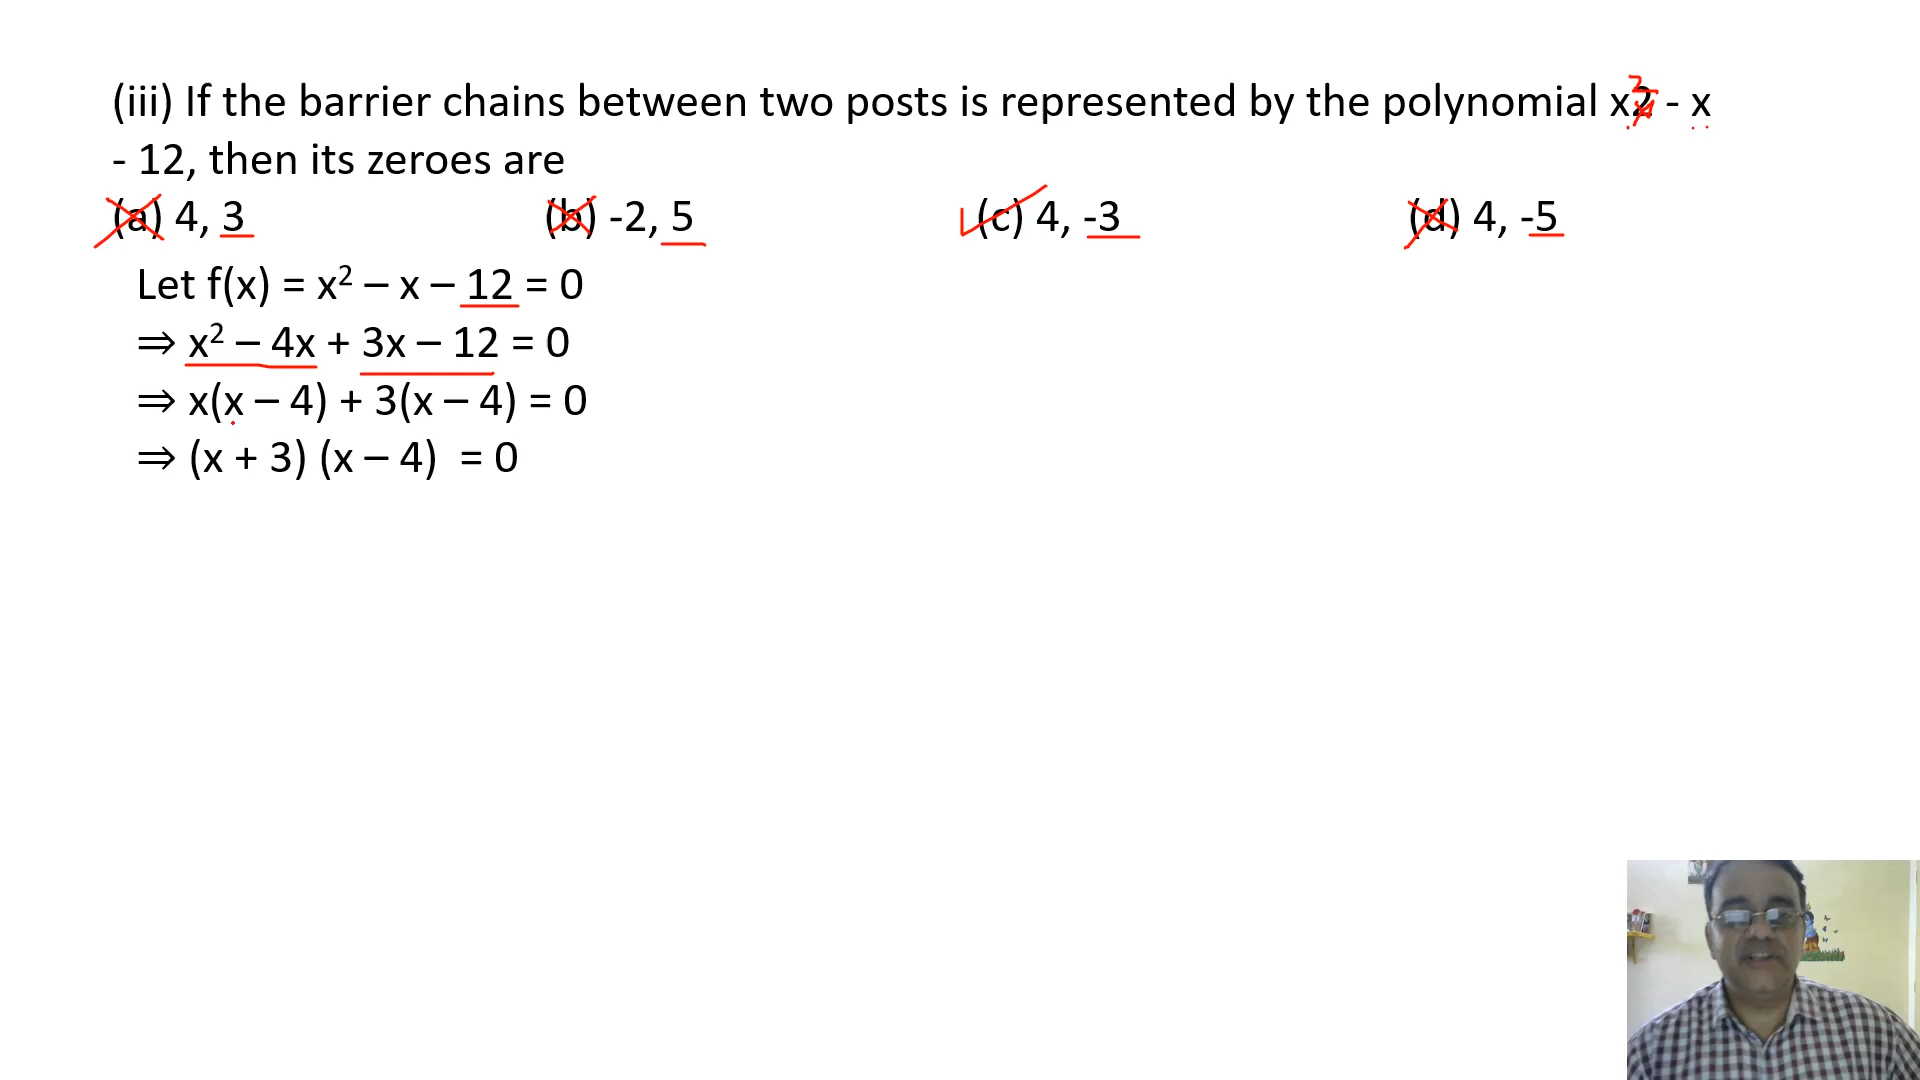 (iii) If the barrier chains between two posts is represented by the polynomial x2 - x
- 12, then its zeroes are
(a) 4, 3 (b) -2, 5 (c) 4, -3 (d) 4, -5
Let f(x) = x² – x – 12 = 0
⇒ x² – 4x + 3x – 12 = 0
⇒ x(x – 4) + 3(x – 4) = 0
⇒ (x + 3) (x – 4) = 0